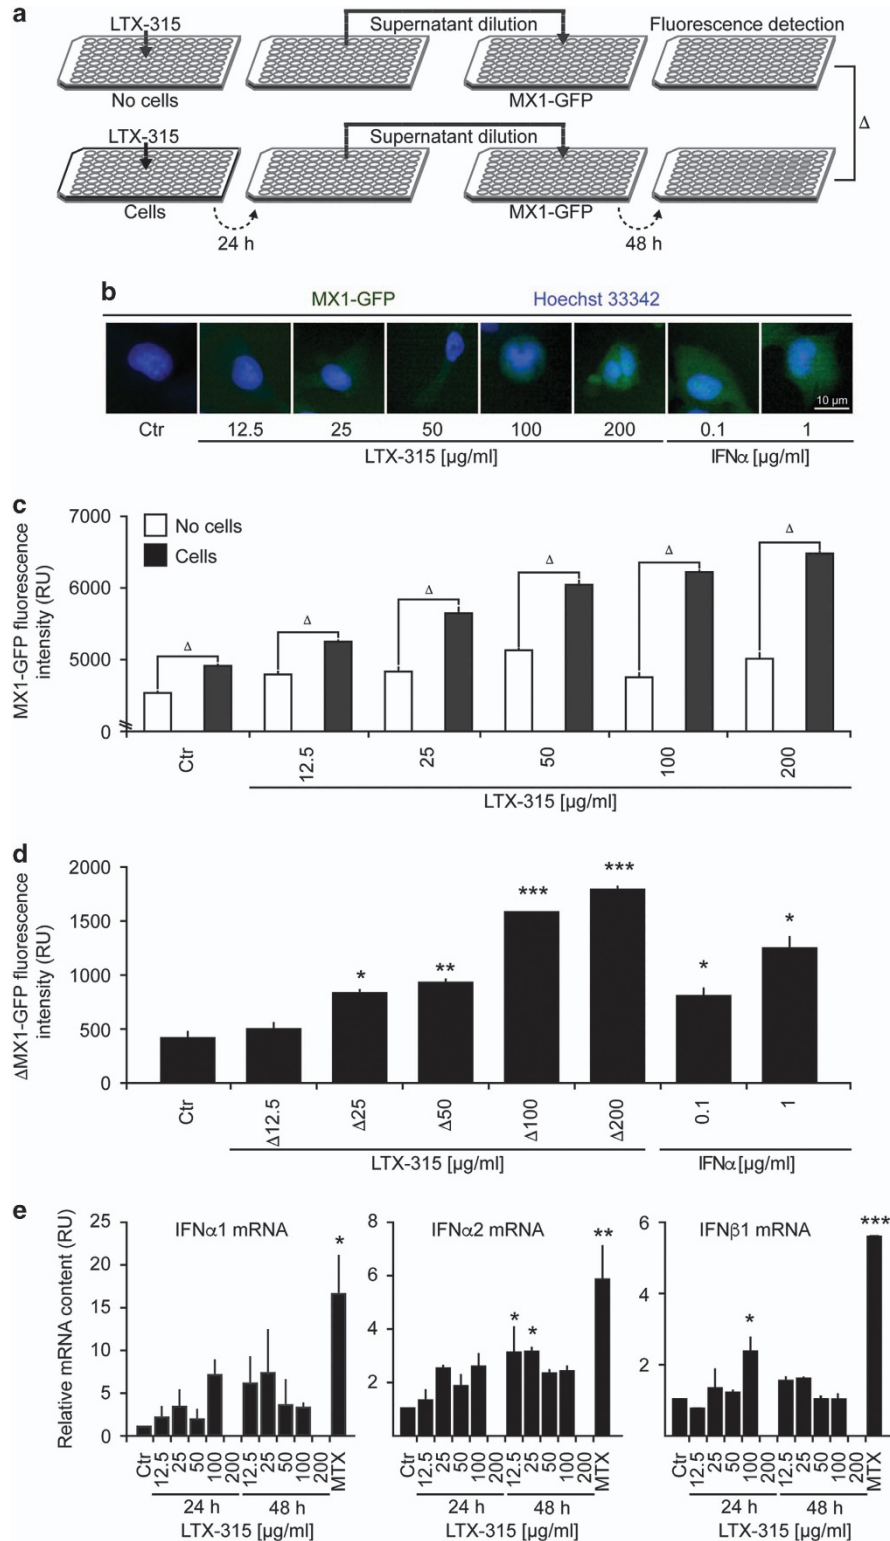 a
LTX-315 Supernatant dilution Fluorescence detection
No cells MX1-GFP
Δ
LTX-315 Supernatant dilution
Cells MX1-GFP
24 h 48 h
b
MX1-GFP Hoechst 33342
10 µm
Ctr 12.5 25 50 100 200 0.1 1
LTX-315 [µg/ml] IFNα [µg/ml]
c
MX1-GFP fluorescence
intensity (RU)
7000
6000
5000
0
No cells
Cells
Δ Δ Δ Δ Δ Δ
Ctr 12.5 25 50 100 200
LTX-315 [µg/ml]
d
ΔMX1-GFP fluorescence
intensity (RU)
2000
1500
1000
500
0
* ** *** *** * *
Ctr Δ12.5 Δ25 Δ50 Δ100 Δ200 0.1 1
LTX-315 [µg/ml] IFNα [µg/ml]
e
Relative mRNA content (RU)
IFNα1 mRNA
25
20
15
10
5
0
*
Ctr 12.5 25 50 100 200 12.5 25 50 100 200 MTX
24 h 48 h
LTX-315 [µg/ml]
IFNα2 mRNA
8
6
4
2
* * **
Ctr 12.5 25 50 100 200 12.5 25 50 100 200 MTX
24 h 48 h
LTX-315 [µg/ml]
IFNβ1 mRNA
6
4
2
* ***
Ctr 12.5 25 50 100 200 12.5 25 50 100 200 MTX
24 h 48 h
LTX-315 [µg/ml]